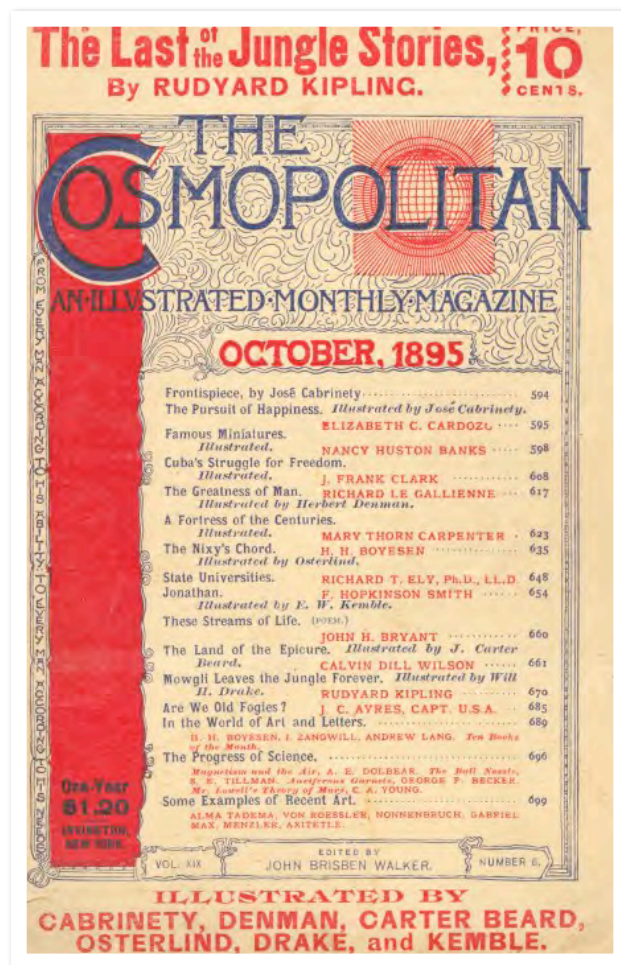 The Last of the Jungle Stories,
By RUDYARD KIPLING.
PRICE,
10
CENTS.
THE
COSMOPOLITAN
AN·ILLVSTRATED·MONTHLY·MAGAZINE
OCTOBER, 1895
FROM EVERY MAN ACCORDING TO HIS ABILITY: TO EVERY MAN ACCORDING TO HIS NEEDS
Frontispiece, by José Cabrinety 594
The Pursuit of Happiness. Illustrated by José Cabrinety.
ELIZABETH C. CARDOZO 595
Famous Miniatures.
Illustrated. NANCY HUSTON BANKS 598
Cuba's Struggle for Freedom.
Illustrated. J. FRANK CLARK 608
The Greatness of Man. RICHARD LE GALLIENNE 617
Illustrated by Herbert Denman.
A Fortress of the Centuries.
Illustrated. MARY THORN CARPENTER 623
The Nixy's Chord. H. H. BOYESEN 635
Illustrated by Osterlind.
State Universities. RICHARD T. ELY, Ph.D., LL.D. 648
Jonathan. F. HOPKINSON SMITH 654
Illustrated by E. W. Kemble.
These Streams of Life. (POEM.)
JOHN H. BRYANT 660
The Land of the Epicure. Illustrated by J. Carter
Beard. CALVIN DILL WILSON 661
Mowgli Leaves the Jungle Forever. Illustrated by Will
H. Drake. RUDYARD KIPLING 670
Are We Old Fogies? J. C. AYRES, CAPT. U.S.A. 685
In the World of Art and Letters. 689
H. H. BOYESEN, I. ZANGWILL, ANDREW LANG. Ten Books
of the Month.
The Progress of Science. 696
Magnetism and the Air, A. E. DOLBEAR. The Ball Nozzle,
S. E. TILLMAN. Auriferous Garnets, GEORGE F. BECKER.
Mr. Lowell's Theory of Mars, C. A. YOUNG.
Some Examples of Recent Art. 699
ALMA TADEMA, VON ROESSLER, NONNENBRUCH, GABRIEL
MAX, MENZLER,
One Year
$1.20
IRVINGTON,
NEW YORK.
VOL. XIX
EDITED BY
JOHN BRISBEN WALKER.
NUMBER 6.
ILLUSTRATED BY
CABRINETY, DENMAN, CARTER BEARD,
OSTERLIND, DRAKE, and KEMBLE.